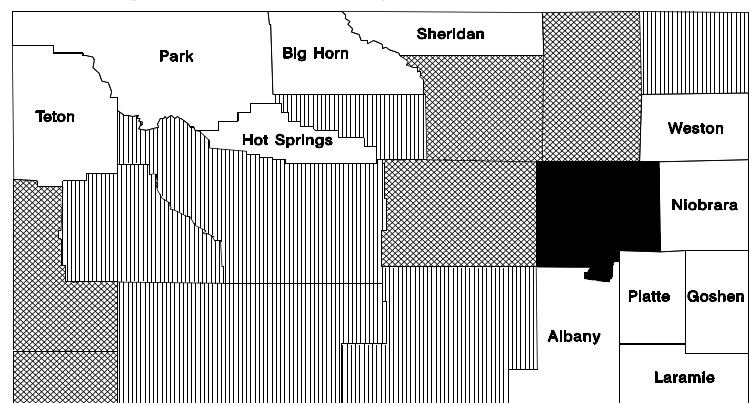 Sheridan
Park
Big Horn
Teton
Weston
Hot Springs
Niobrara
Platte
Goshen
Albany
Laramie